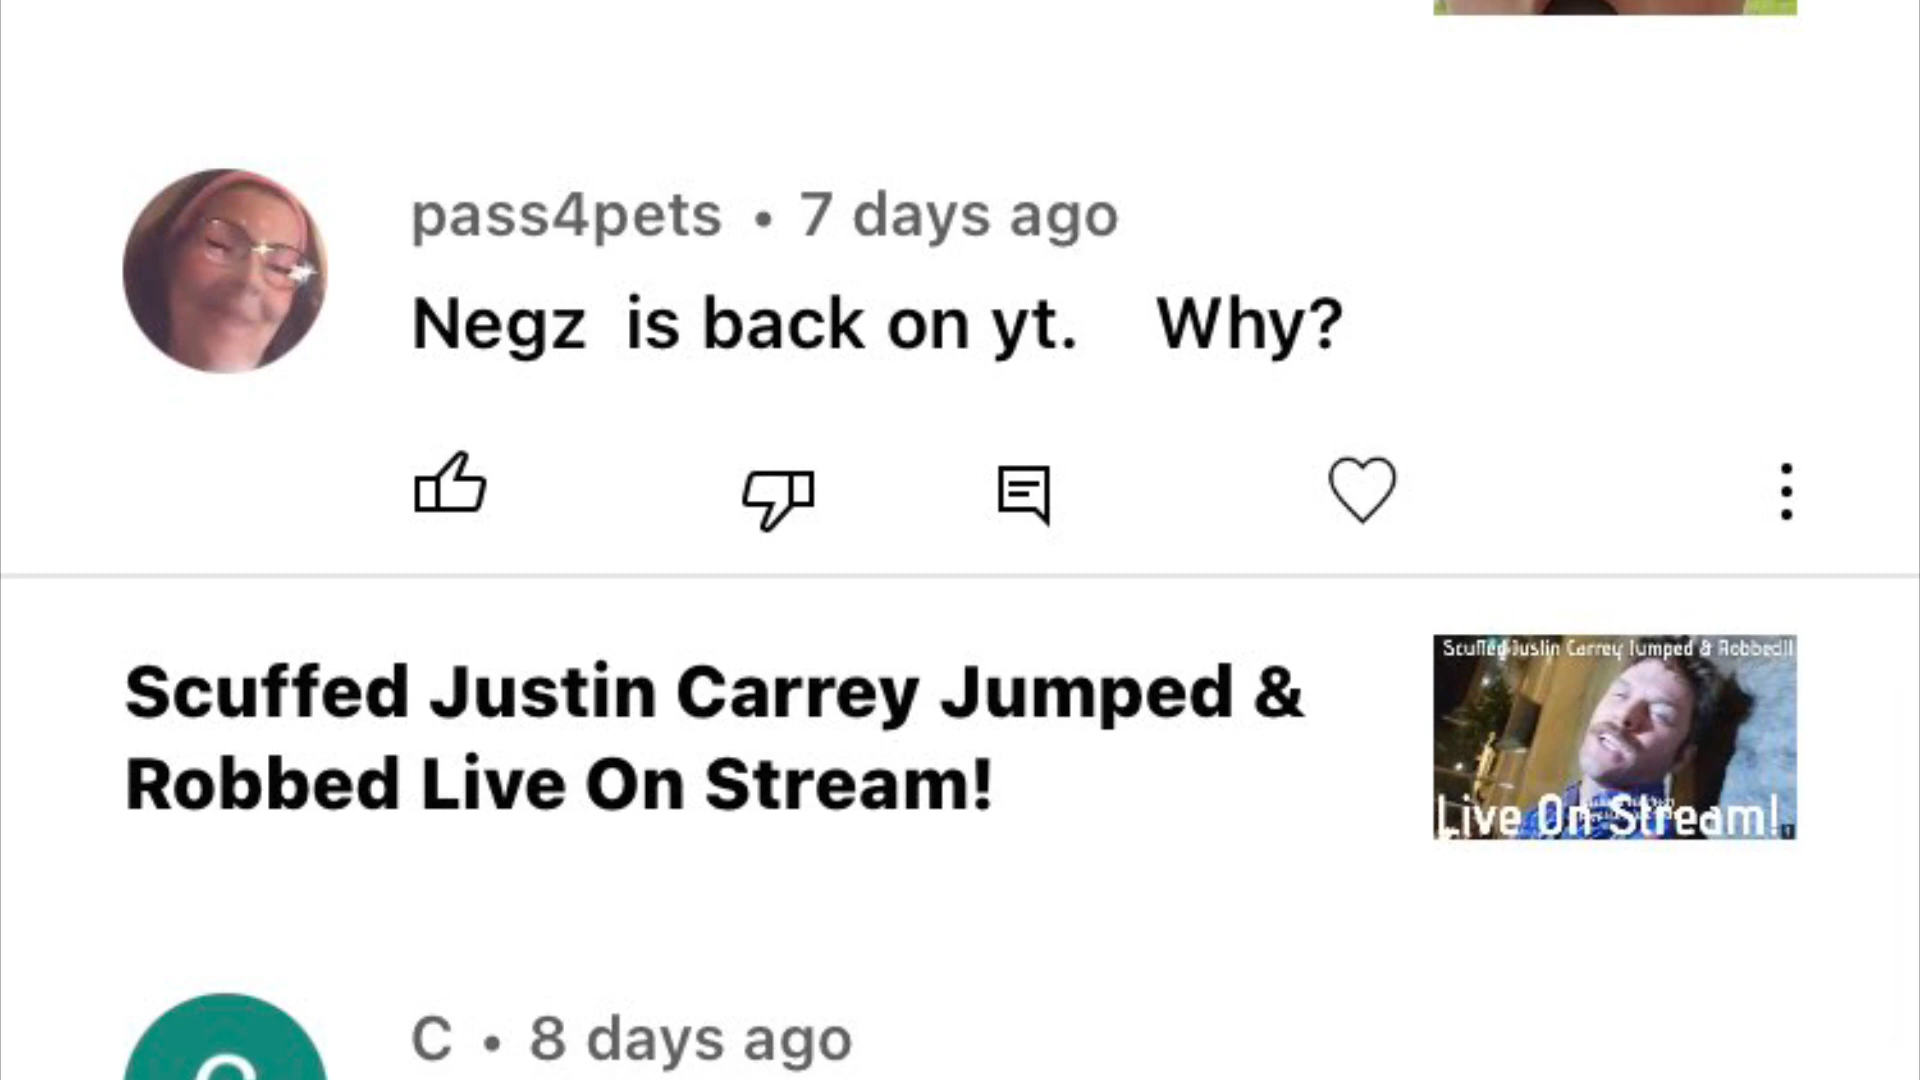 pass4pets • 7 days ago
Negz is back on yt. Why?
Scuffed Justin Carrey Jumped &
Robbed Live On Stream!
Scuffed Justin Carrey Jumped & Robbed!!
Live On Stream!
C • 8 days ago